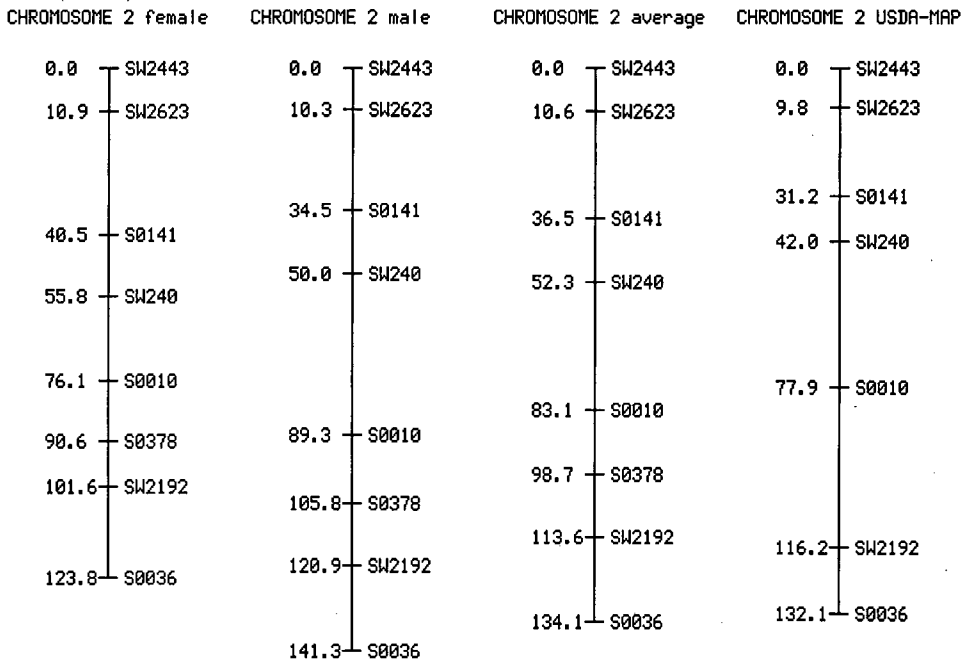 CHROMOSOME 2 female
0.0 SW2443
10.9 SW2623
40.5 S0141
55.8 SW240
76.1 S0010
90.6 S0378
101.6 SW2192
123.8 S0036
CHROMOSOME 2 male
0.0 SW2443
10.3 SW2623
34.5 S0141
50.0 SW240
89.3 S0010
105.8 S0378
120.9 SW2192
141.3 S0036
CHROMOSOME 2 average
0.0 SW2443
10.6 SW2623
36.5 S0141
52.3 SW240
83.1 S0010
98.7 S0378
113.6 SW2192
134.1 S0036
CHROMOSOME 2 USDA-MAP
0.0 SW2443
9.8 SW2623
31.2 S0141
42.0 SW240
77.9 S0010
116.2 SW2192
132.1 S0036